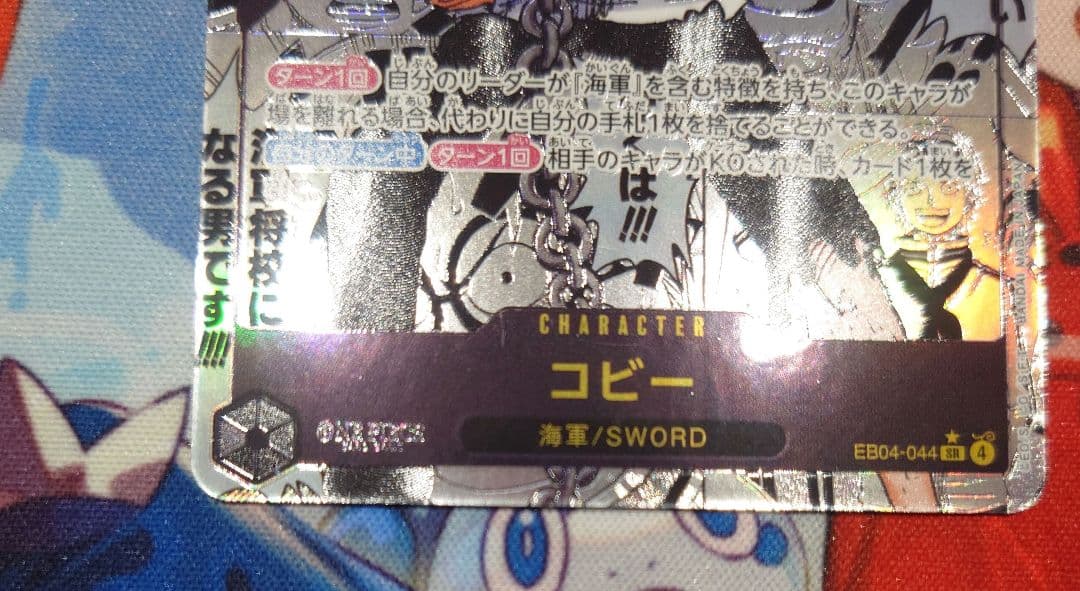 い
ターン1回 自分のリーダーが『海軍』を含む特徴を持ち、このキャラが
場を離れる場合、代わりに自分の手札1枚を捨てることができる。
ターン1回 相手のキャラがKOされた時、カード1枚を
は!!!
将校に
なる男です!!!!
CHARACTER
コビー
海軍/SWORD
EB04-044 SR 4
BANDAI MADE IN JAPAN